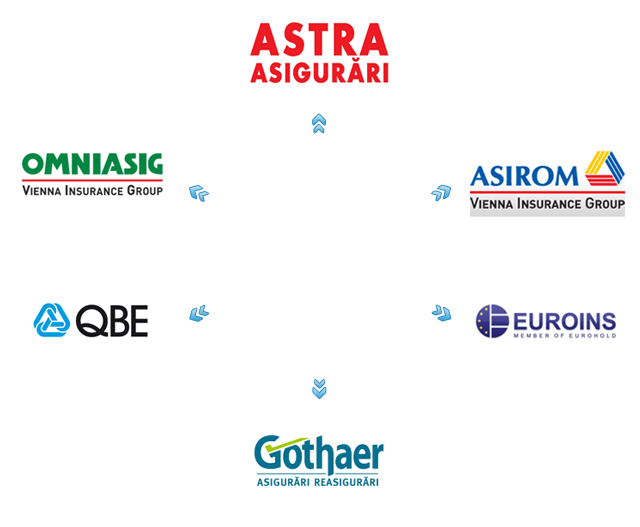 ASTRA
ASIGURĂRI
OMNIASIG
VIENNA INSURANCE GROUP
ASIROM
VIENNA INSURANCE GROUP
QBE
EUROINS
MEMBER OF EUROHOLD
Gothaer
ASIGURĂRI REASIGURĂRI